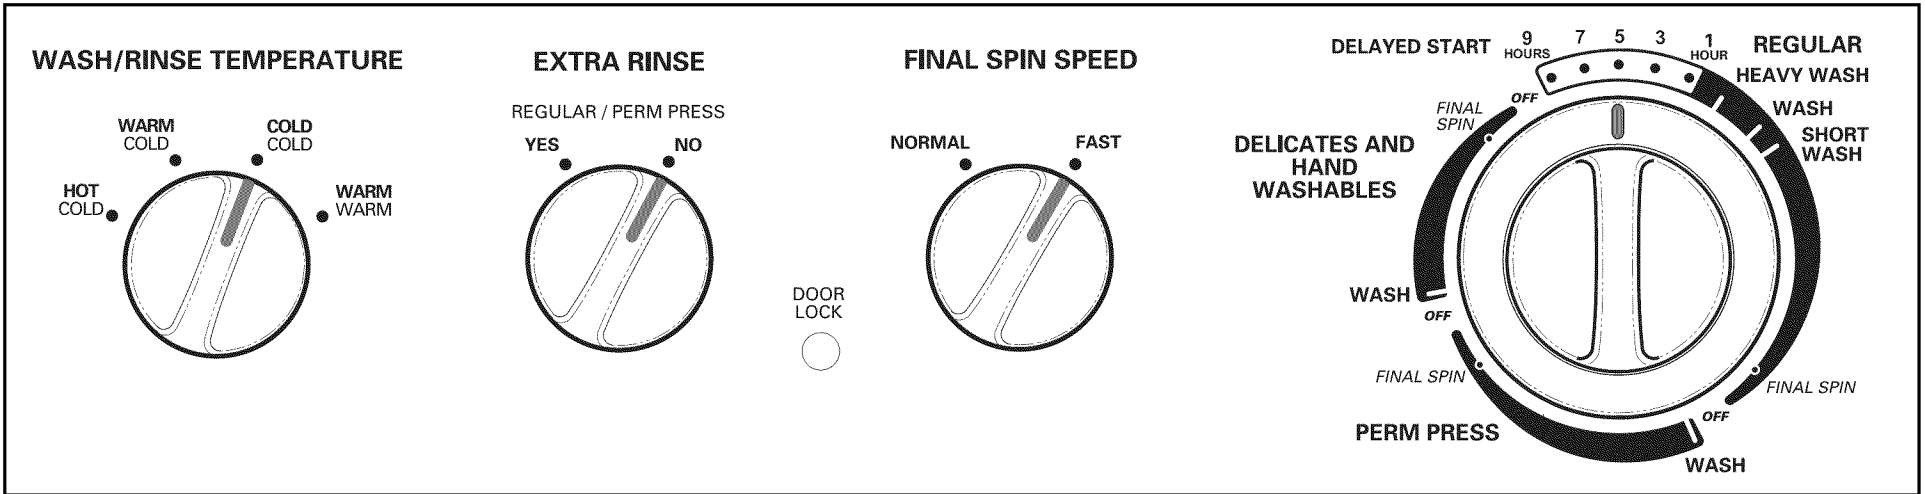 WASH/RINSE TEMPERATURE
WARM
COLD
COLD
COLD
HOT
COLD
WARM
WARM
EXTRA RINSE
REGULAR / PERM PRESS
YES
NO
DOOR
LOCK
FINAL SPIN SPEED
NORMAL
FAST
DELAYED START
9
HOURS
7
5
3
1
HOUR
REGULAR
HEAVY WASH
WASH
SHORT
WASH
FINAL SPIN
OFF
OFF
FINAL
SPIN
DELICATES AND
HAND
WASHABLES
WASH
OFF
FINAL SPIN
PERM PRESS
WASH